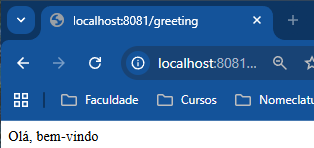 localhost:8081/greeting
localhost:8081...
Faculdade
Cursos
Nomeclatu
Olá, bem-vindo